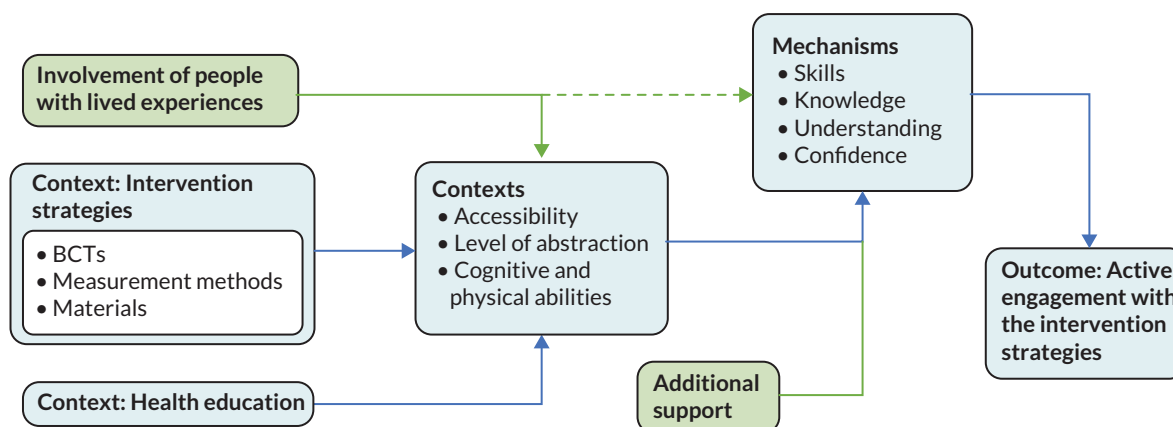 Involvement of people
with lived experiences
Context: Intervention
strategies
• BCTs
• Measurement methods
• Materials
Context: Health education
Contexts
• Accessibility
• Level of abstraction
• Cognitive and
physical abilities
Additional
support
Mechanisms
• Skills
• Knowledge
• Understanding
• Confidence
Outcome: Active
engagement with
the intervention
strategies